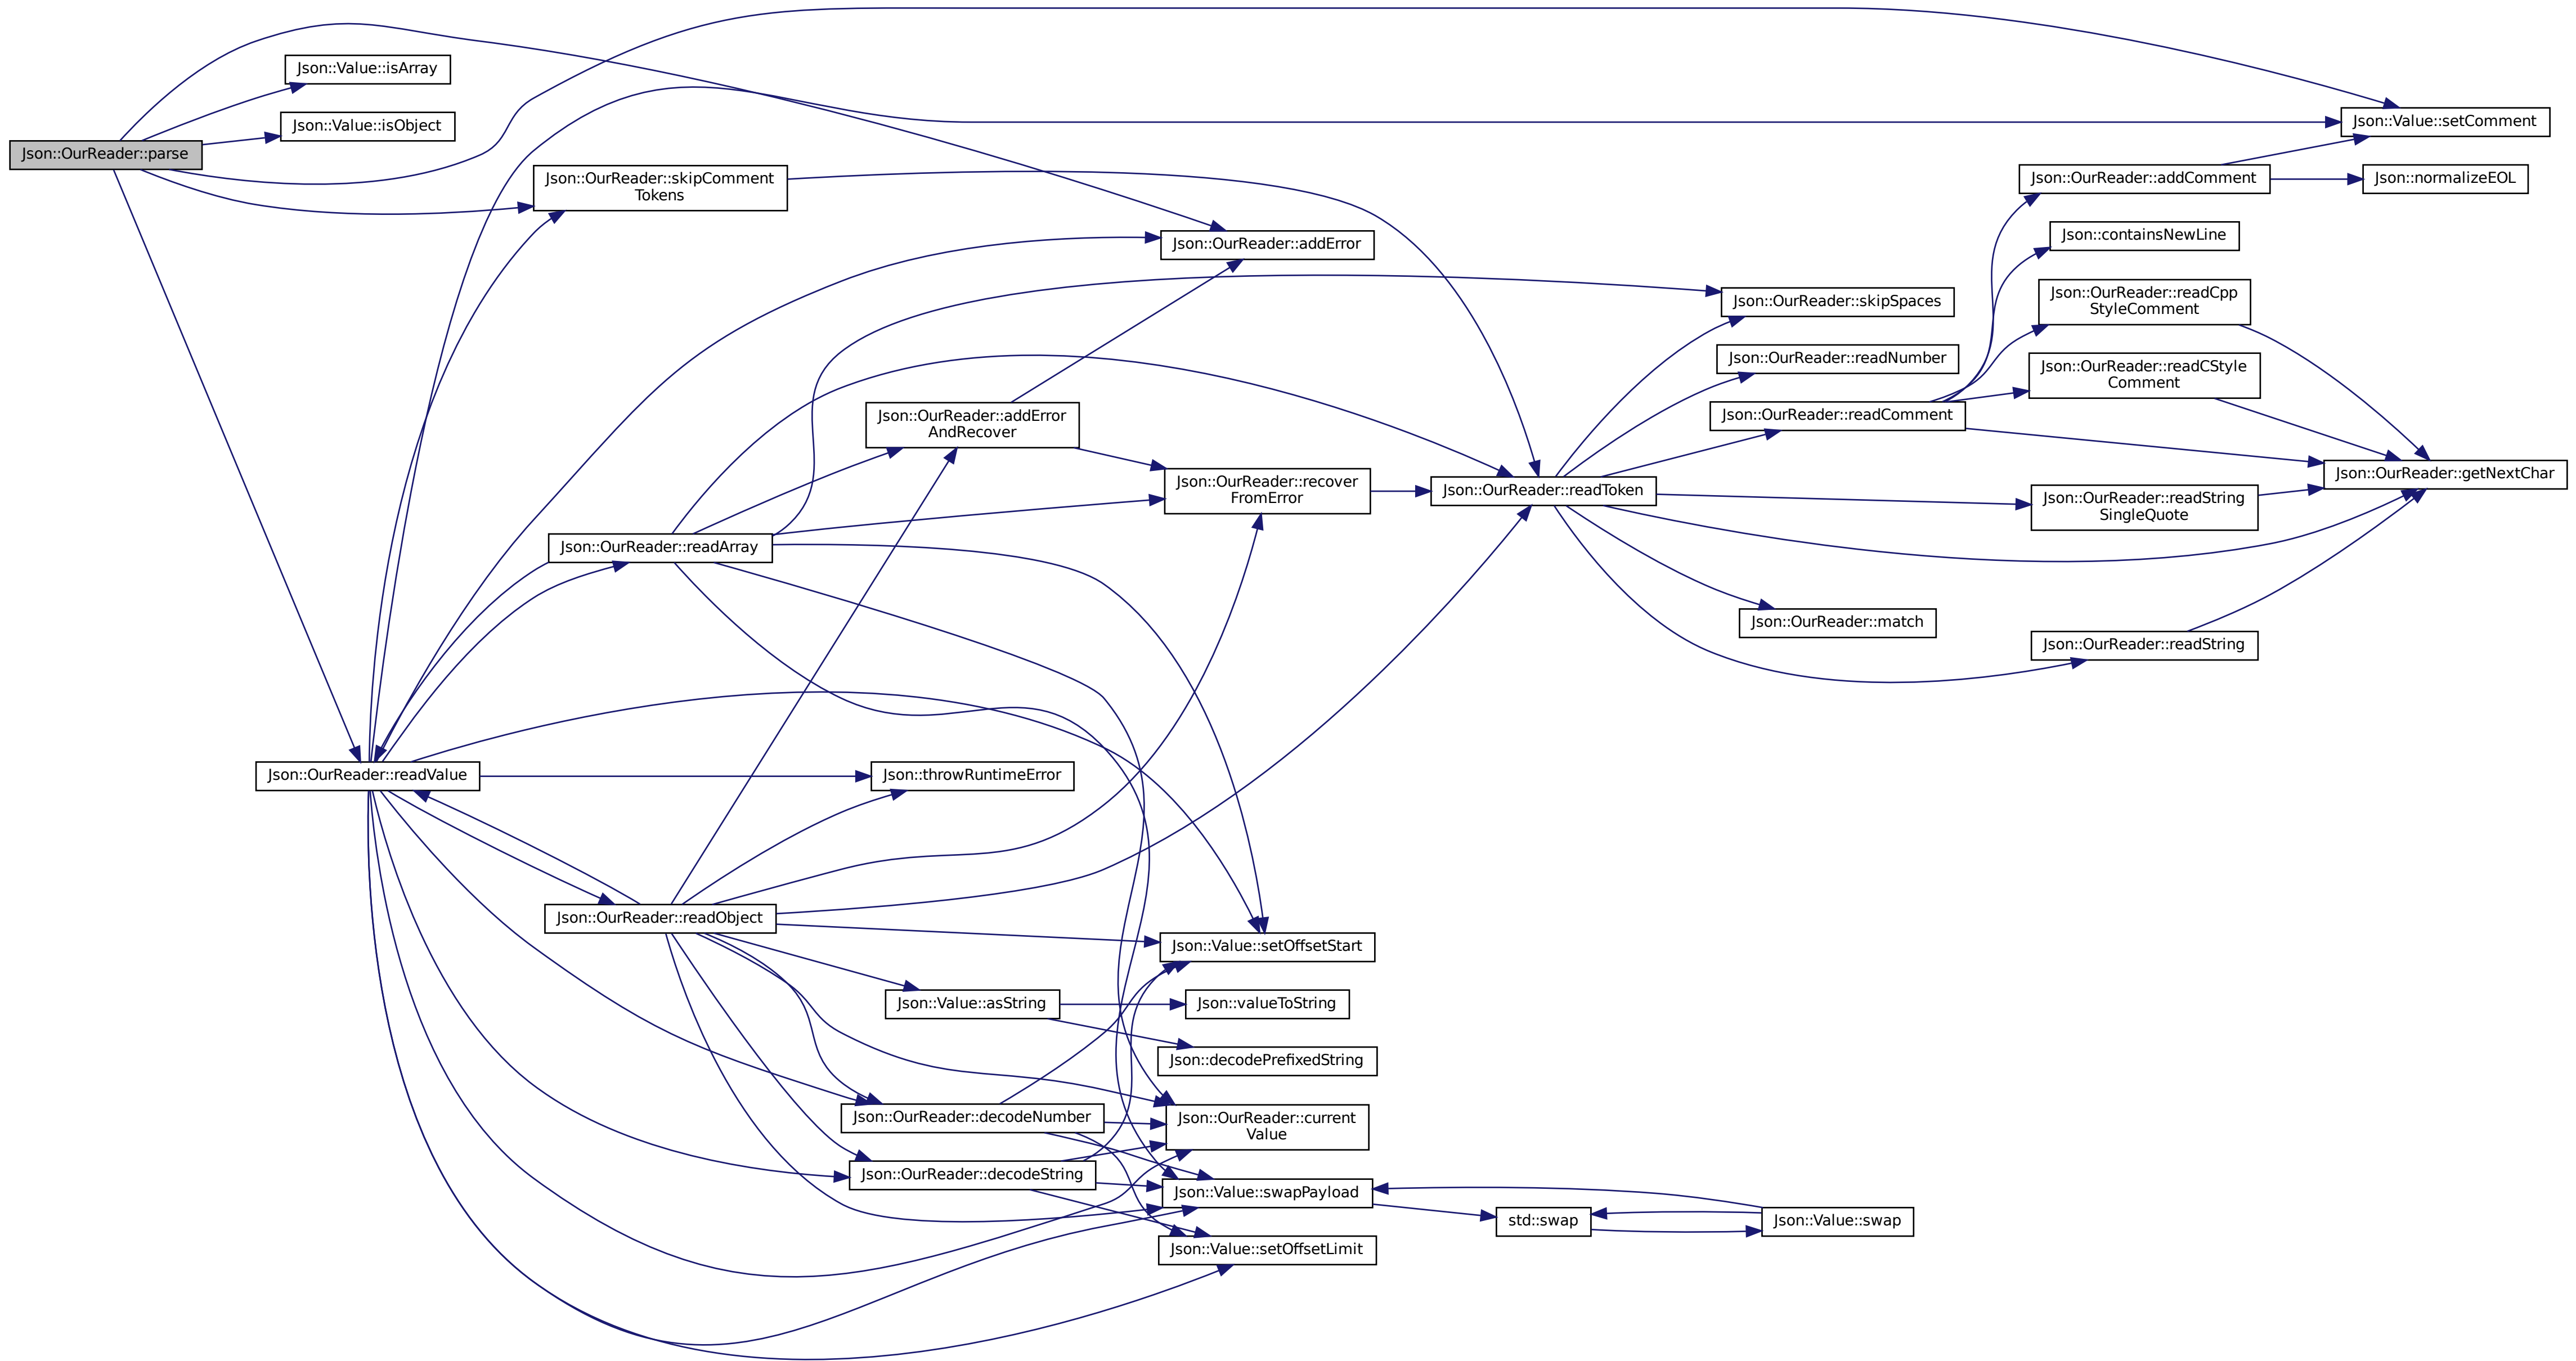 Json::OurReader::parse
Json::Value::isArray
Json::Value::isObject
Json::OurReader::skipComment
Tokens
Json::OurReader::readValue
Json::OurReader::readArray
Json::OurReader::readObject
Json::OurReader::addError
AndRecover
Json::throwRuntimeError
Json::Value::asString
Json::OurReader::decodeNumber
Json::OurReader::decodeString
Json::OurReader::addError
Json::OurReader::recover
FromError
Json::Value::setOffsetStart
Json::valueToString
Json::decodePrefixedString
Json::OurReader::current
Value
Json::Value::swapPayload
Json::Value::setOffsetLimit
Json::OurReader::readToken
std::swap
Json::OurReader::skipSpaces
Json::OurReader::readNumber
Json::OurReader::readComment
Json::OurReader::match
Json::Value::swap
Json::OurReader::addComment
Json::containsNewLine
Json::OurReader::readCpp
StyleComment
Json::OurReader::readCStyle
Comment
Json::OurReader::readString
SingleQuote
Json::OurReader::readString
Json::Value::setComment
Json::normalizeEOL
Json::OurReader::getNextChar